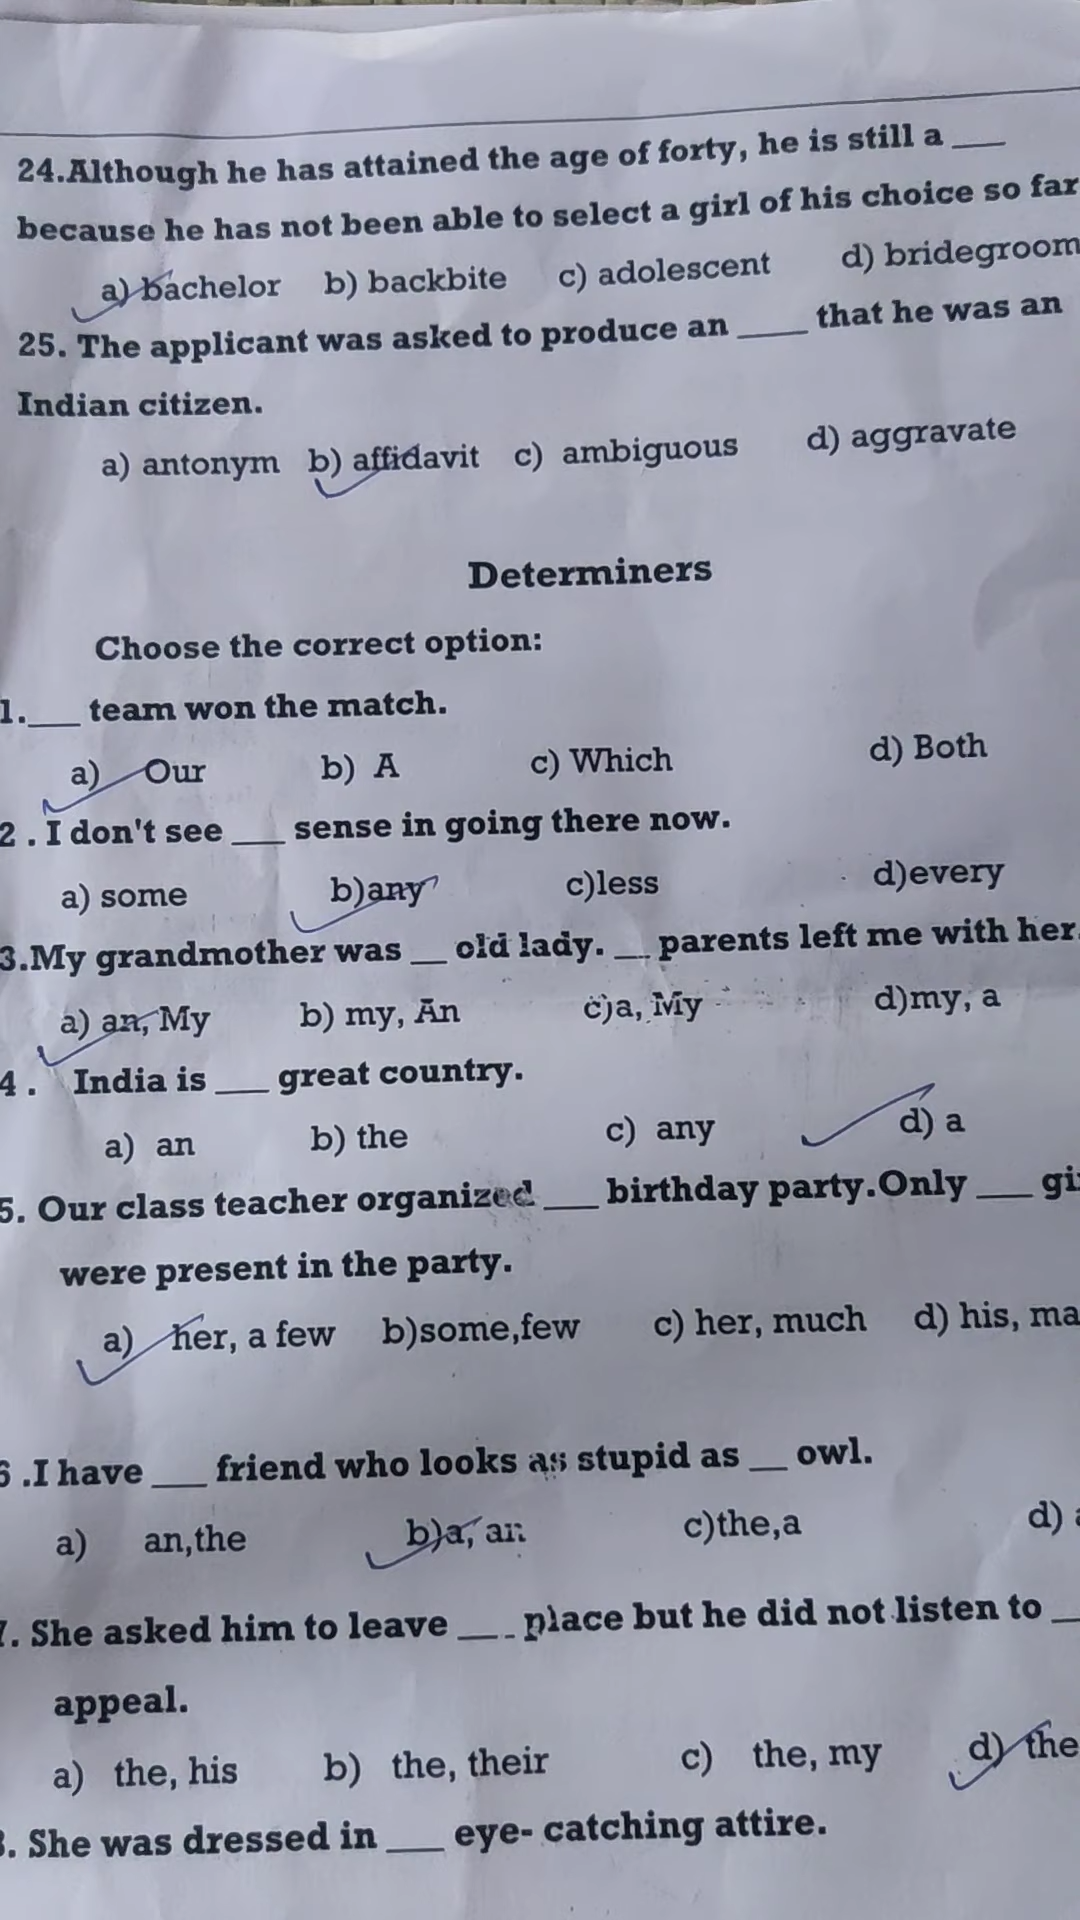 24.Although he has attained the age of forty, he is still a ___
because he has not been able to select a girl of his choice so far
a) bachelor b) backbite c) adolescent d) bridegroom
25. The applicant was asked to produce an ____ that he was an
Indian citizen.
a) antonym b) affidavit c) ambiguous d) aggravate
Determiners
Choose the correct option:
1.___ team won the match.
a) Our b) A c) Which d) Both
2 . I don't see ___ sense in going there now.
a) some b)any c)less d)every
3.My grandmother was __ old lady. __ parents left me with her.
a) an, My b) my, An c)a, My d)my, a
4 . India is ___ great country.
a) an b) the c) any d) a
5. Our class teacher organized ___ birthday party.Only ___
were present in the party.
a) her, a few b)some,few c) her, much d) his,
6 .I have ___ friend who looks as stupid as __ owl.
a) an,the b)a, an c)the,a d)
7. She asked him to leave ___ place but he did not listen to __
appeal.
a) the, his b) the, their c) the, my d) the
8. She was dressed in ___ eye- catching attire.